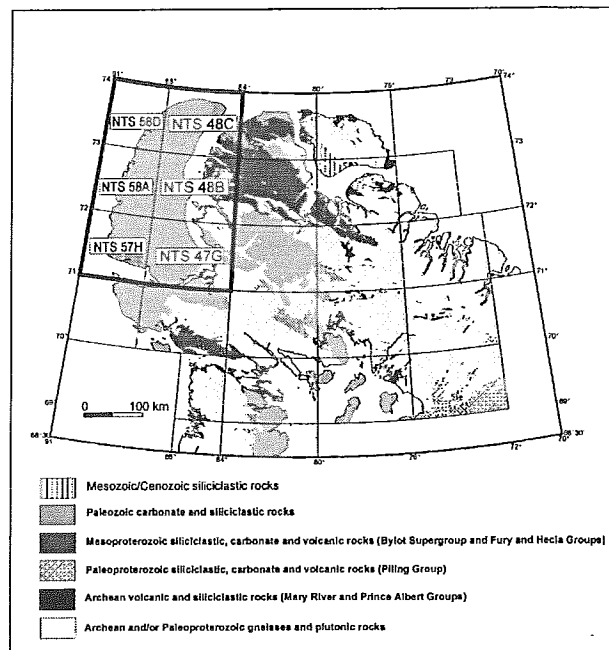 91° 88° 84° 80° 76° 72 70°
74° 74°
NTS 58D NTS 48C
73 73
NTS 58A NTS 48B
72 72°
NTS 57H NTS 47G
71° 71°
70° 70°
69 69°
0 100 km
68°30 68°30
91 88° 84° 80° 76° 72° 70°
Mesozoic/Cenozoic siliciclastic rocks
Paleozoic carbonate and siliciclastic rocks
Mesoproterozoic siliciclastic, carbonate and volcanic rocks (Bylot Supergroup and Fury and Hecla Groups)
Paleoproterozoic siliciclastic, carbonate and volcanic rocks (Piling Group)
Archean volcanic and siliciclastic rocks (Mary River and Prince Albert Groups)
Archean and/or Paleoproterozoic gneisses and plutonic rocks